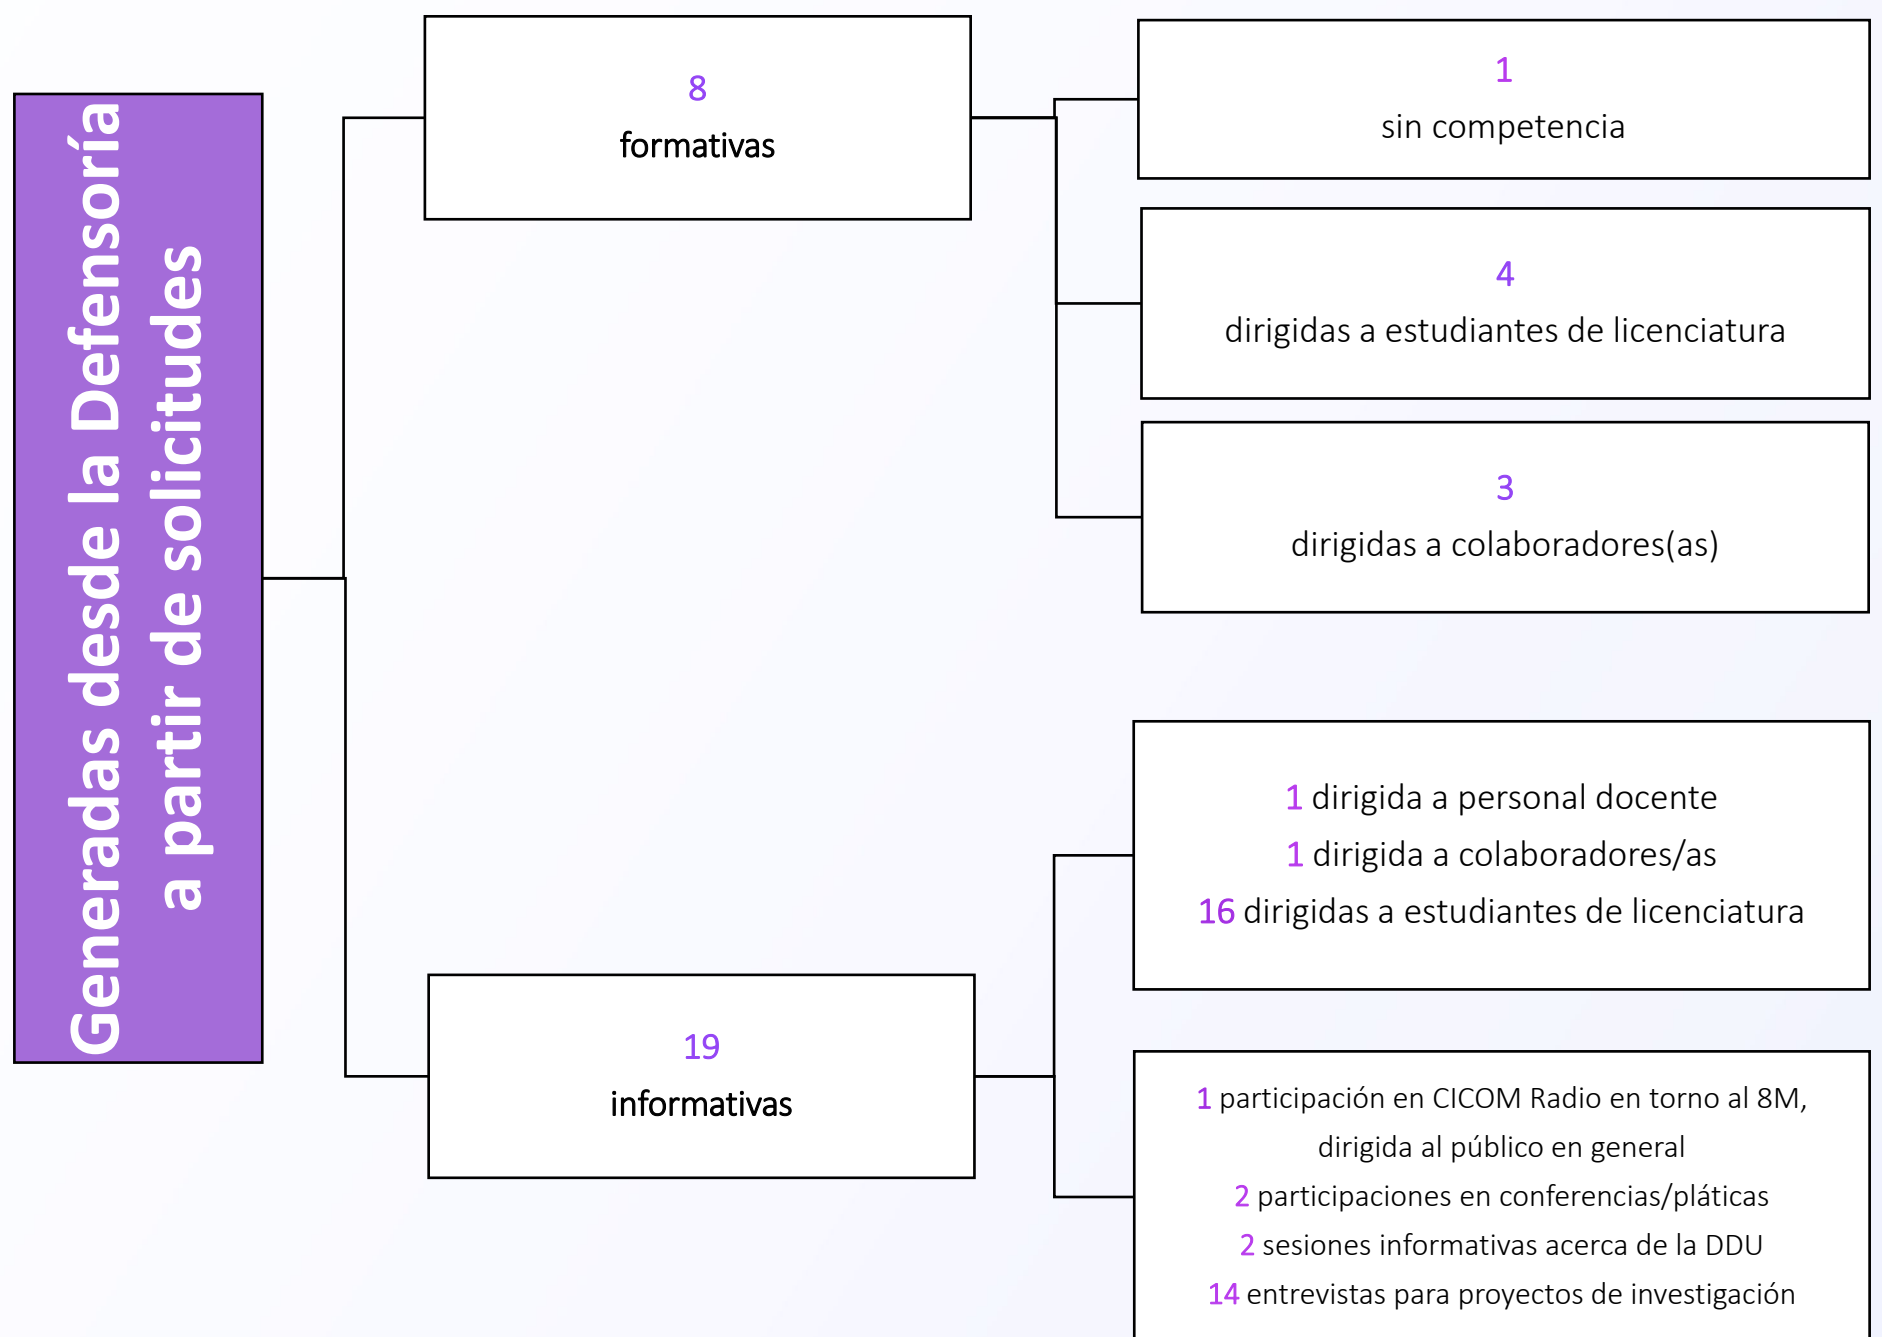 Generadas desde la Defensoría
a partir de solicitudes
8
formativas
1
sin competencia
4
dirigidas a estudiantes de licenciatura
3
dirigidas a colaboradores(as)
19
informativas
1 dirigida a personal docente
1 dirigida a colaboradores/as
16 dirigidas a estudiantes de licenciatura
1 participación en CICOM Radio en torno al 8M,
dirigida al público en general
2 participaciones en conferencias/pláticas
2 sesiones informativas acerca de la DDU
14 entrevistas para proyectos de investigación